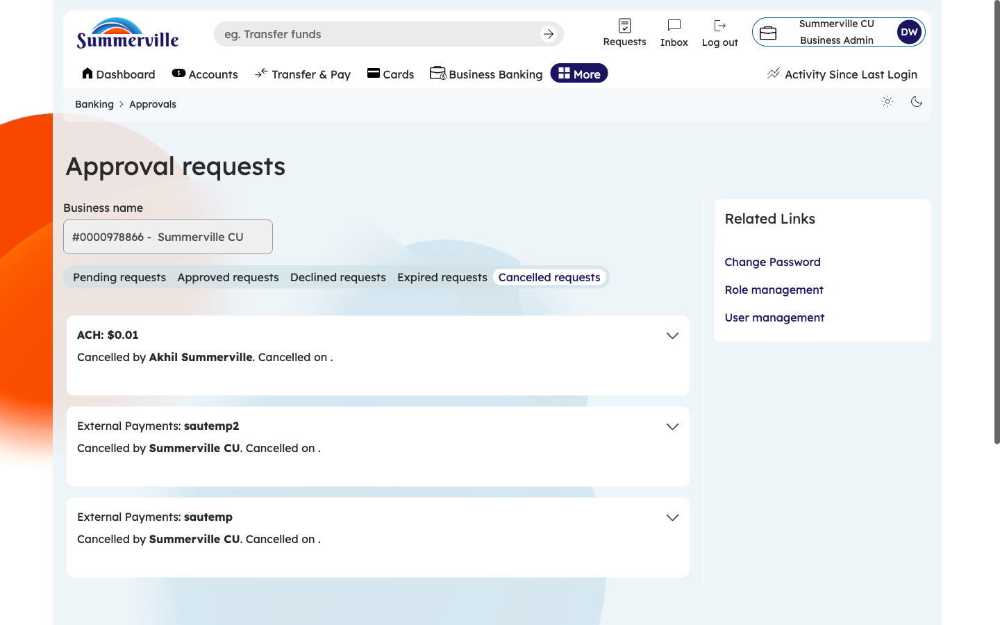 Summerville
eg. Transfer funds
Requests
Inbox
Log out
Summerville CU
Business Admin
DW
Dashboard
Accounts
Transfer & Pay
Cards
Business Banking
More
Activity Since Last Login
Banking > Approvals
Approval requests
Business name
#0000978866 - Summerville CU
Pending requests
Approved requests
Declined requests
Expired requests
Cancelled requests
ACH: $0.01
Cancelled by Akhil Summerville. Cancelled on .
External Payments: sautemp2
Cancelled by Summerville CU. Cancelled on .
External Payments: sautemp
Cancelled by Summerville CU. Cancelled on .
Related Links
Change Password
Role management
User management